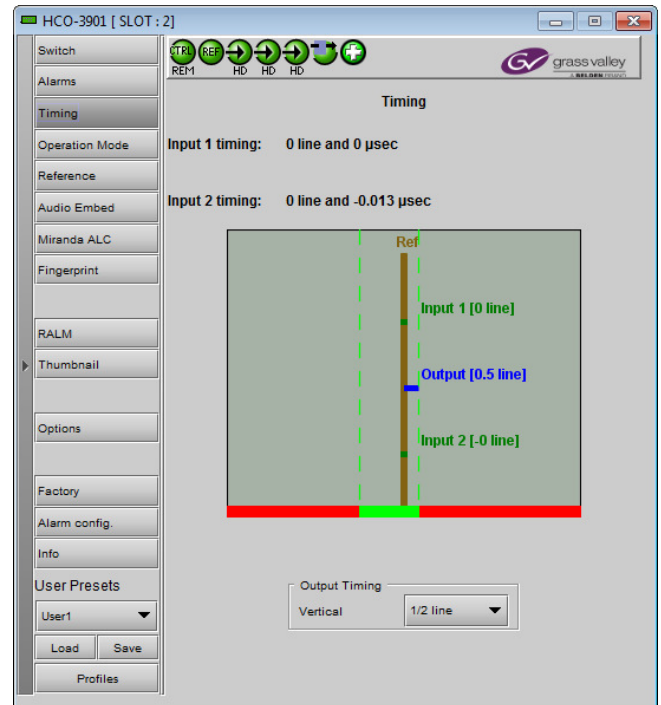 HCO-3901 [ SLOT : 2]
Switch
Alarms
Timing
Operation Mode
Reference
Audio Embed
Miranda ALC
Fingerprint
RALM
Thumbnail
Options
Factory
Alarm config.
Info
User Presets
User1
Load Save
Profiles
CTRL REF
REM HD HD HD
grass valley
A BELDEN BRAND
Timing
Input 1 timing: 0 line and 0 µsec
Input 2 timing: 0 line and -0.013 µsec
Ref
Input 1 [0 line]
Output [0.5 line]
Input 2 [-0 line]
Output Timing
Vertical 1/2 line